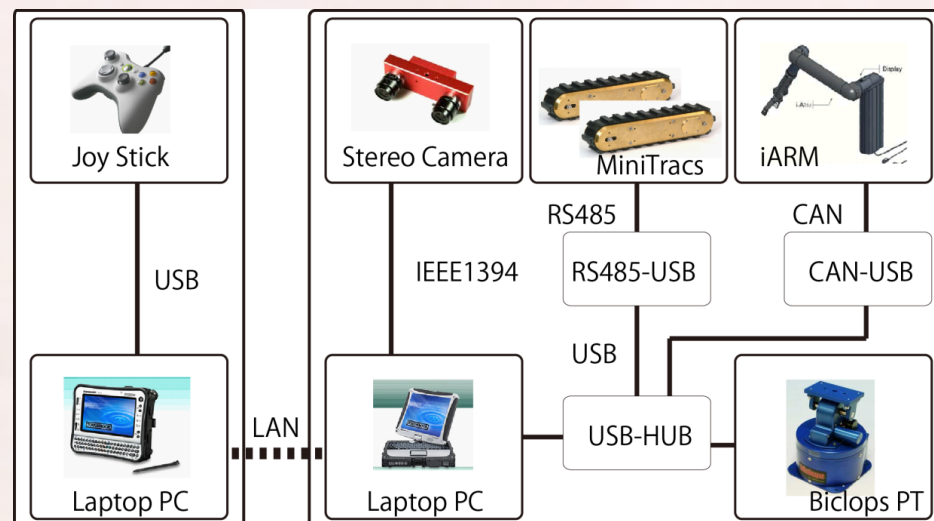 Joy Stick
Stereo Camera
MiniTracs
iARM
Display
RS485
CAN
USB
IEEE1394
RS485-USB
CAN-USB
USB
LAN
USB-HUB
Laptop PC
Laptop PC
Biclops PT